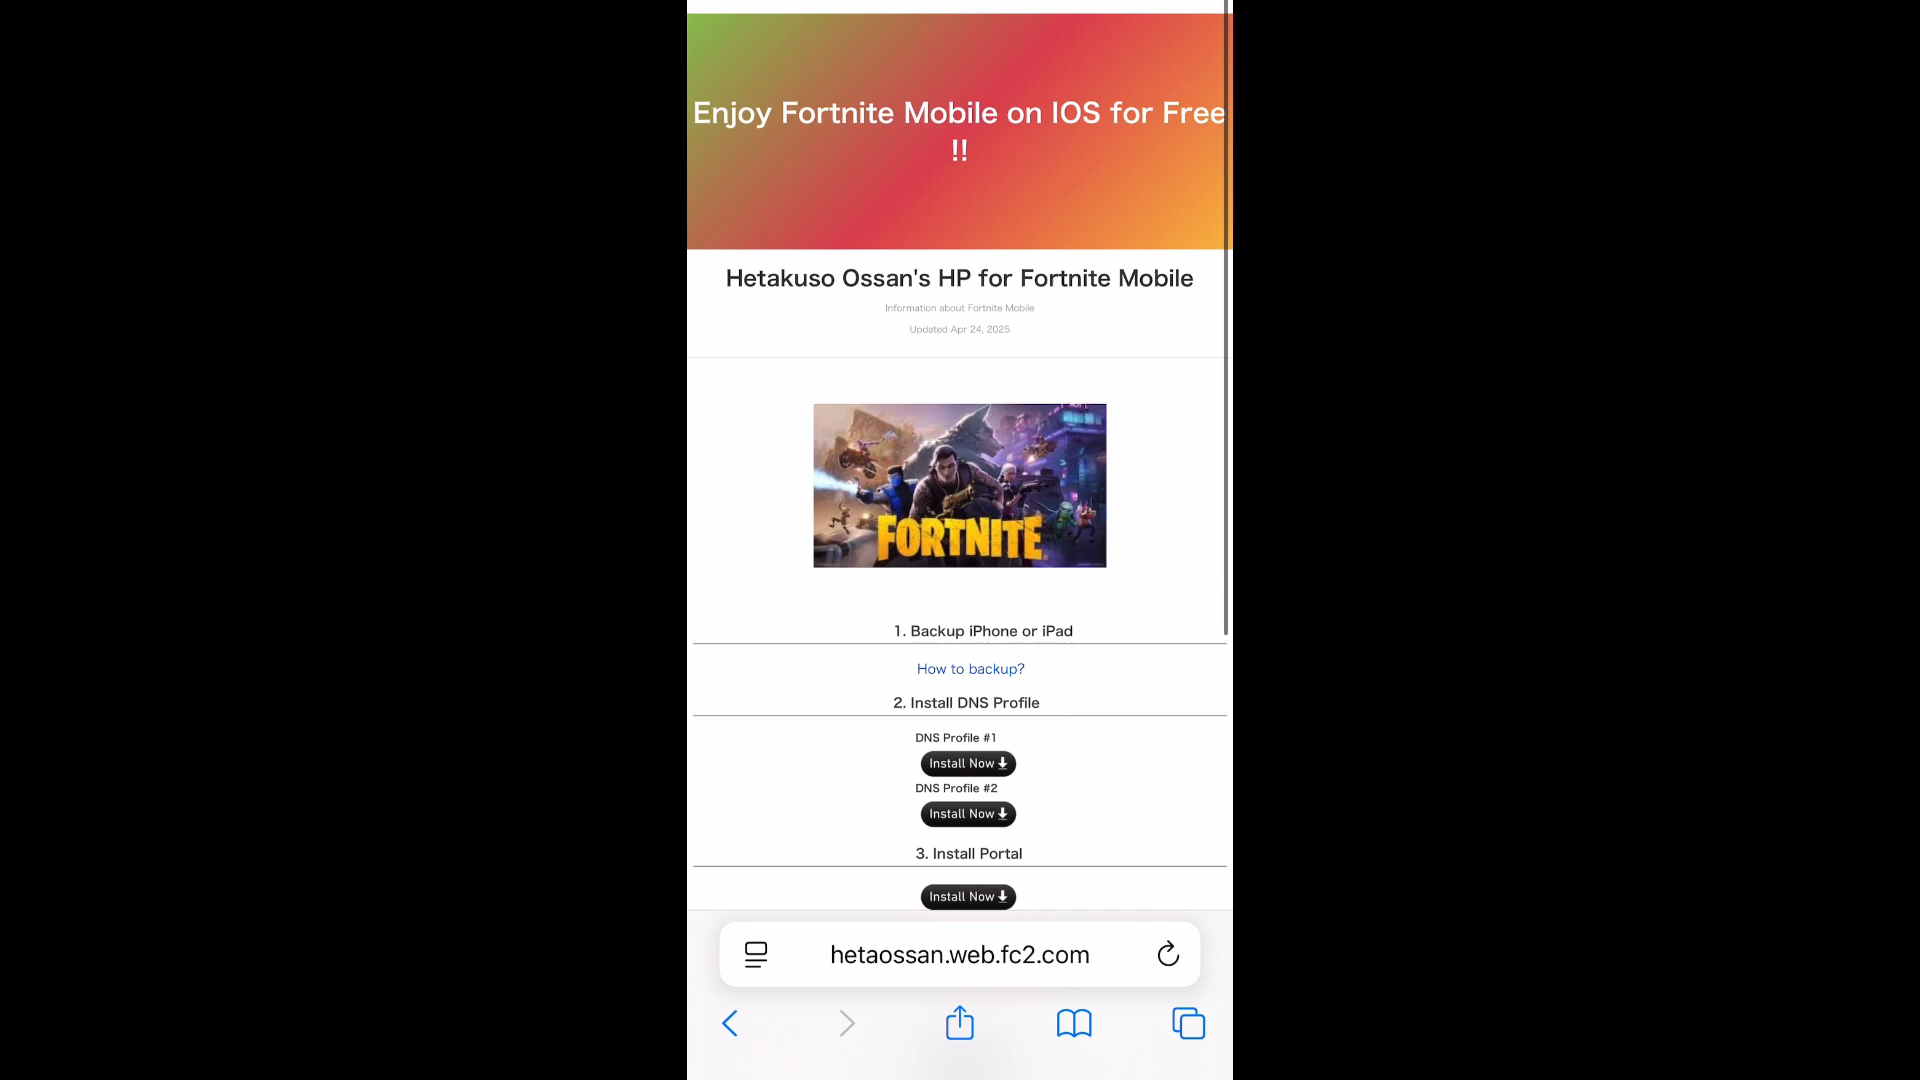 Enjoy Fortnite Mobile on IOS for Free
!!
Hetakuso Ossan's HP for Fortnite Mobile
Information about Fortnite Mobile
Updated Apr 24, 2025
FORTNITE
1. Backup iPhone or iPad
How to backup?
2. Install DNS Profile
DNS Profile #1
Install Now
DNS Profile #2
Install Now
3. Install Portal
Install Now
hetaossan.web.fc2.com